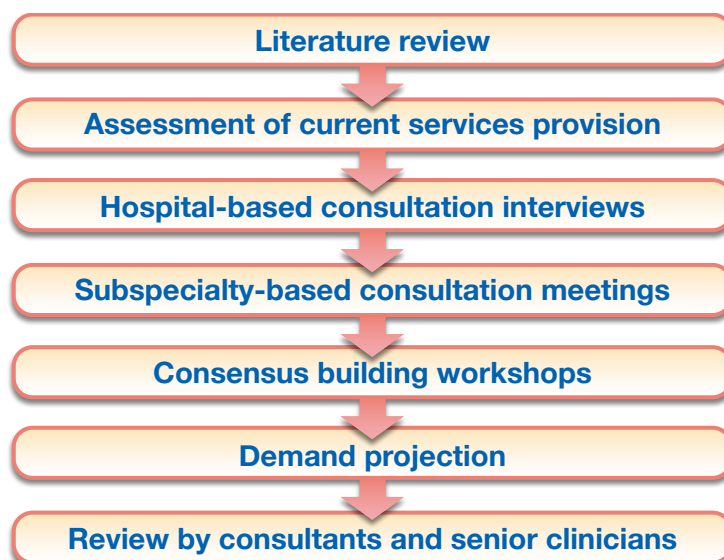 Literature review
Assessment of current services provision
Hospital-based consultation interviews
Subspecialty-based consultation meetings
Consensus building workshops
Demand projection
Review by consultants and senior clinicians